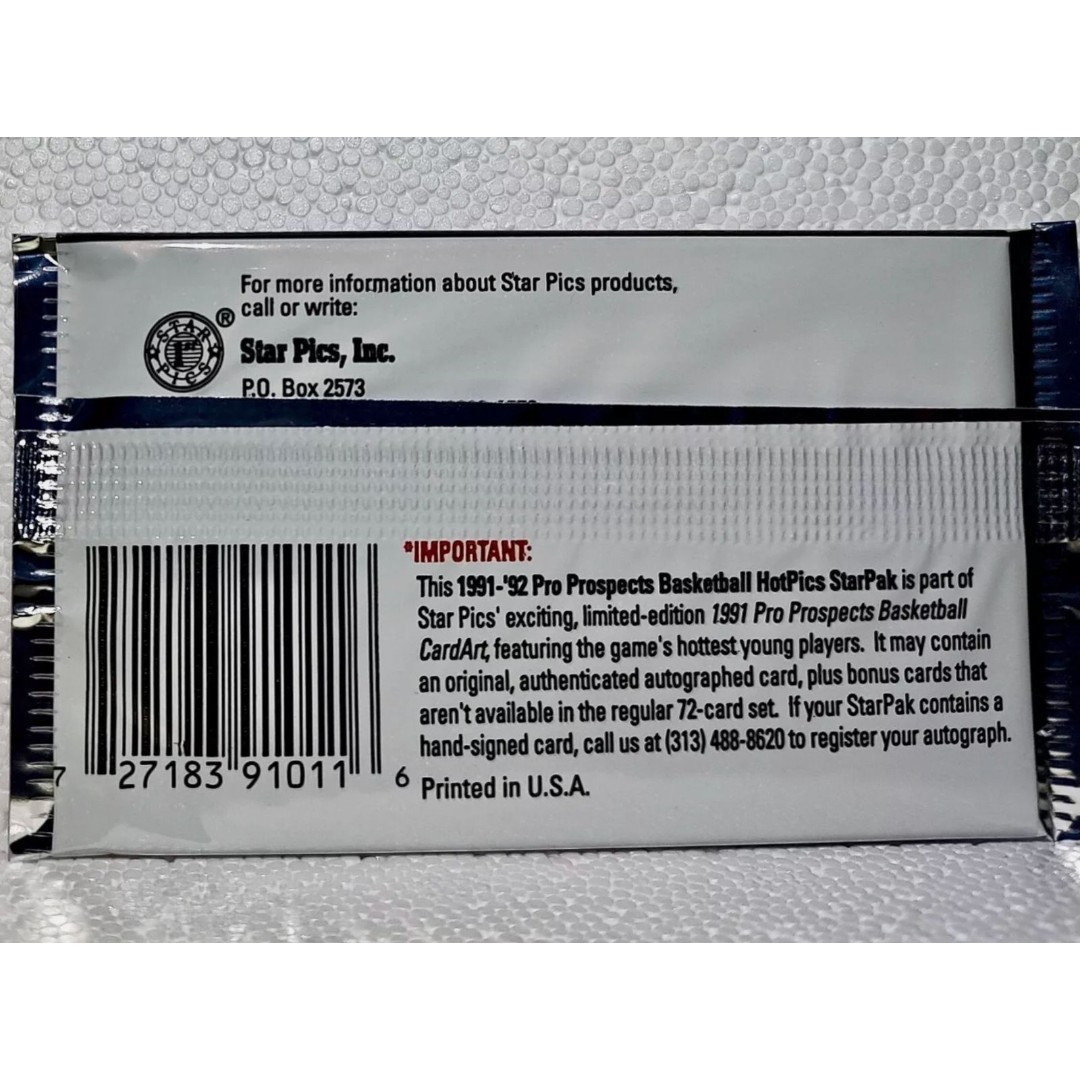 For more information about Star Pics products,
call or write:
STAR 1st PICS ®
Star Pics, Inc.
P.O. Box 2573
*IMPORTANT:
This 1991-'92 Pro Prospects Basketball HotPics StarPak is part of
Star Pics' exciting, limited-edition 1991 Pro Prospects Basketball
CardArt, featuring the game's hottest young players. It may contain
an original, authenticated autographed card, plus bonus cards that
aren't available in the regular 72-card set. If your StarPak contains a
hand-signed card, call us at (313) 488-8620 to register your autograph.
Printed in U.S.A.
7 27183 91011 6